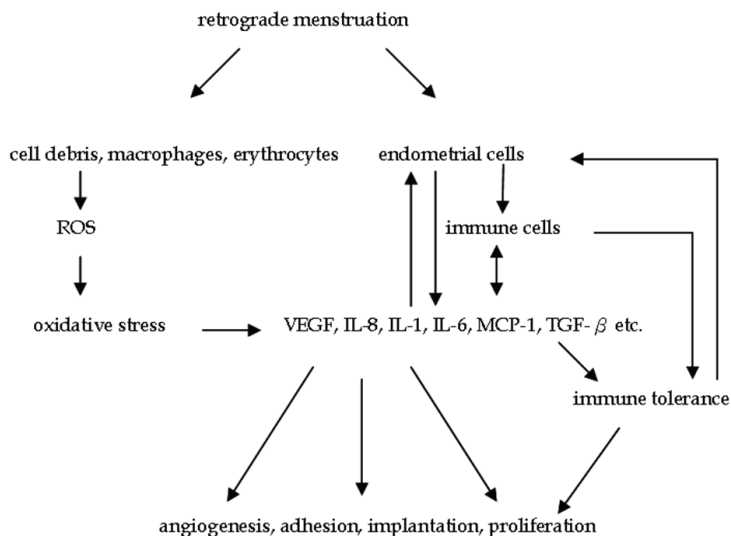 retrograde menstruation
cell debris, macrophages, erythrocytes
endometrial cells
ROS
immune cells
oxidative stress
VEGF, IL-8, IL-1, IL-6, MCP-1, TGF- β etc.
immune tolerance
angiogenesis, adhesion, implantation, proliferation